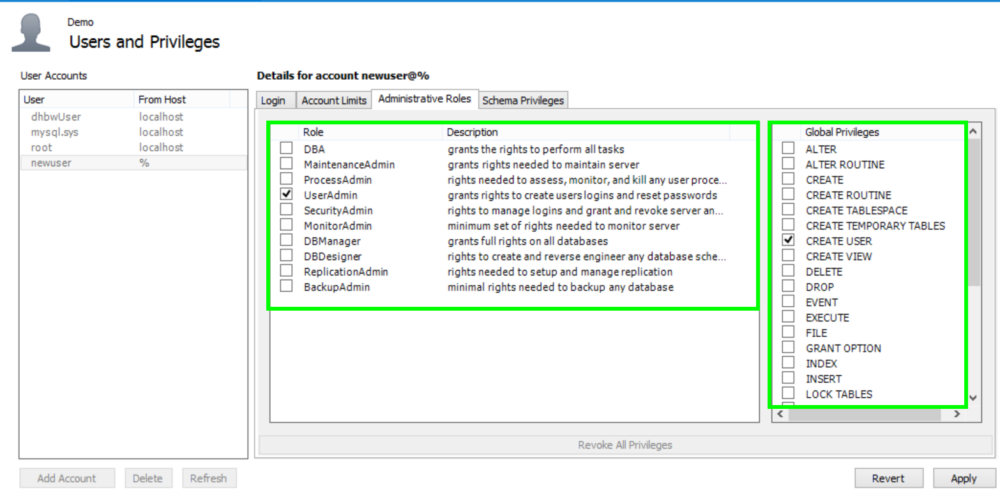 Demo
Users and Privileges
User Accounts
User From Host
dhbwUser localhost
mysql.sys localhost
root localhost
newuser %
Add Account Delete Refresh
Details for account newuser@%
Login Account Limits Administrative Roles Schema Privileges
Role Description
DBA grants the rights to perform all tasks
MaintenanceAdmin grants rights needed to maintain server
ProcessAdmin rights needed to assess, monitor, and kill any user proce...
UserAdmin grants rights to create users logins and reset passwords
SecurityAdmin rights to manage logins and grant and revoke server an...
MonitorAdmin minimum set of rights needed to monitor server
DBManager grants full rights on all databases
DBDesigner rights to create and reverse engineer any database sche...
ReplicationAdmin rights needed to setup and manage replication
BackupAdmin minimal rights needed to backup any database
Global Privileges
ALTER
ALTER ROUTINE
CREATE
CREATE ROUTINE
CREATE TABLESPACE
CREATE TEMPORARY TABLES
CREATE USER
CREATE VIEW
DELETE
DROP
EVENT
EXECUTE
FILE
GRANT OPTION
INDEX
INSERT
LOCK TABLES
Revoke All Privileges
Revert Apply